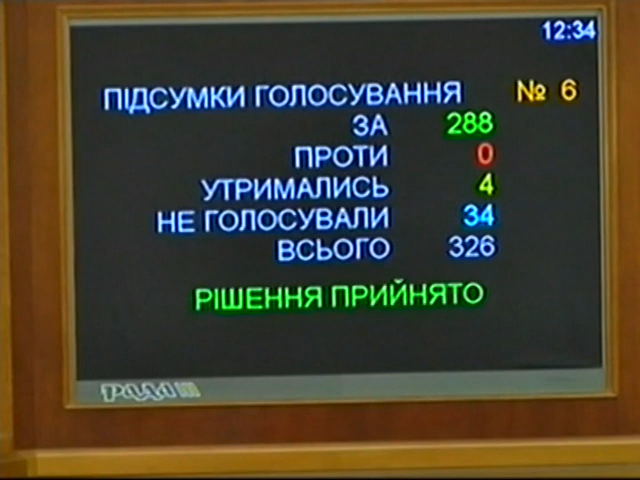 12:34
ПІДСУМКИ ГОЛОСУВАННЯ № 6
ЗА 288
ПРОТИ 0
УТРИМАЛИСЬ 4
НЕ ГОЛОСУВАЛИ 34
ВСЬОГО 326
РІШЕННЯ ПРИЙНЯТО
РАДА